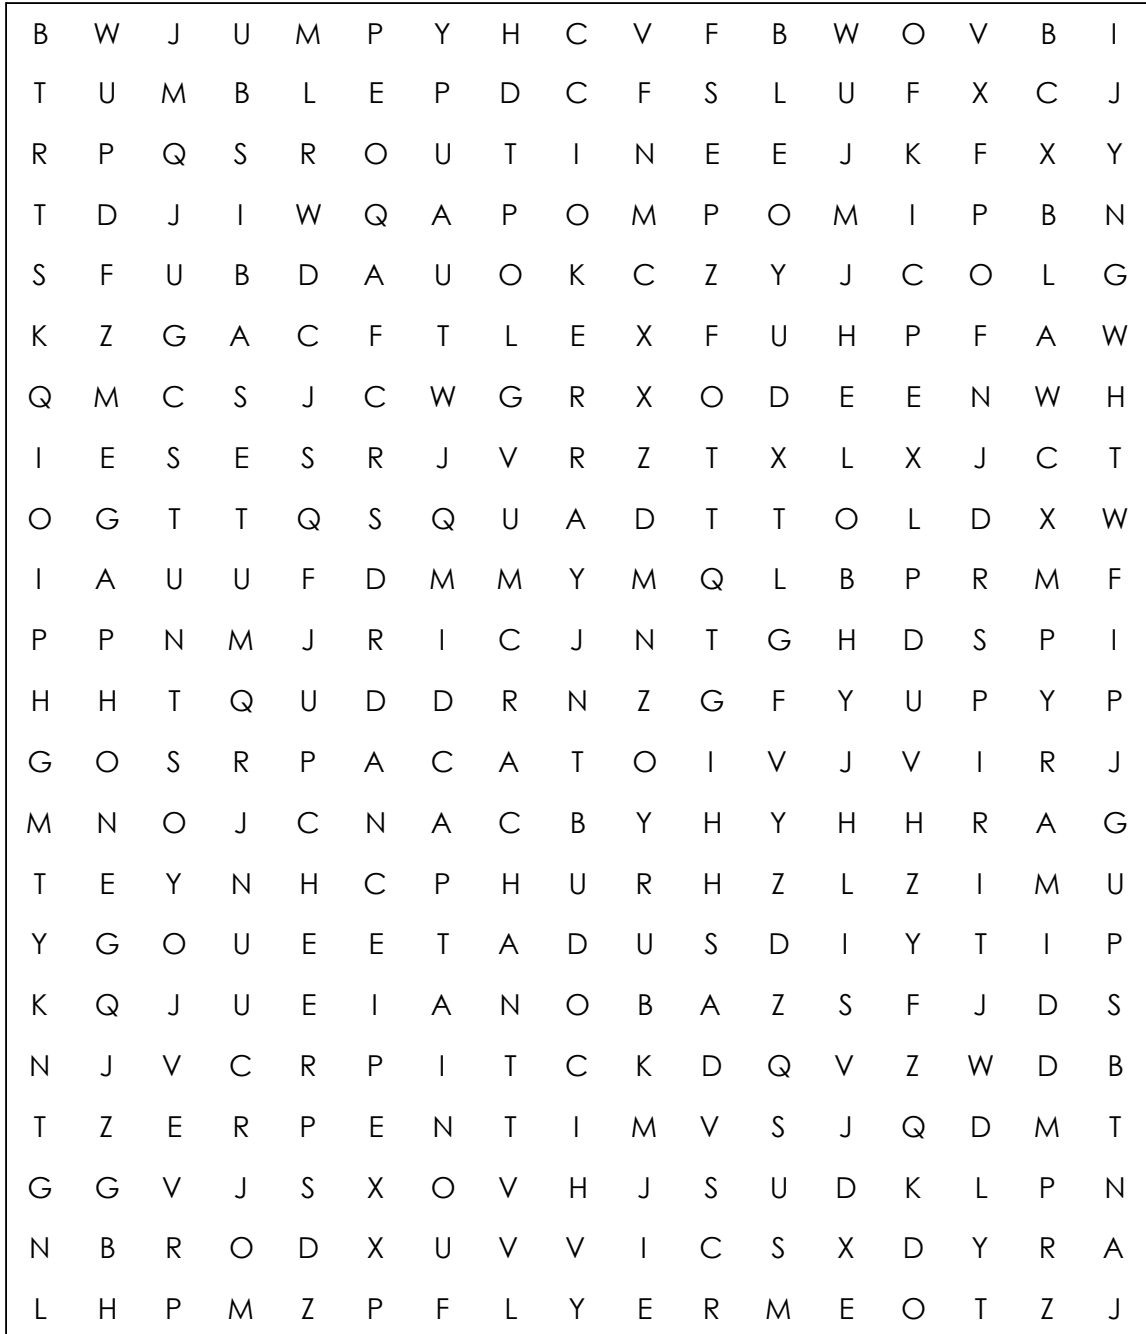 B W J U M P Y H C V F B W O V B I
T U M B L E P D C F S L U F X C J
R P Q S R O U T I N E E J K F X Y
T D J I W Q A P O M P O M I P B N
S F U B D A U O K C Z Y J C O L G
K Z G A C F T L E X F U H P F A W
Q M C S J C W G R X O D E E N W H
I E S E S R J V R Z T X L X J C T
O G T T Q S Q U A D T T O L D X W
I A U U F D M M Y M Q L B P R M F
P P N M J R I C J N T G H D S P I
H H T Q U D D R N Z G F Y U P Y P
G O S R P A C A T O I V J V I R J
M N O J C N A C B Y H Y H H R A G
T E Y N H C P H U R H Z L Z I M U
Y G O U E E T A D U S D I Y T I P
K Q J U E I A N O B A Z S F J D S
N J V C R P I T C K D Q V Z W D B
T Z E R P E N T I M V S J Q D M T
G G V J S X O V H J S U D K L P N
N B R O D X U V V I C S X D Y R A
L H P M Z P F L Y E R M E O T Z J